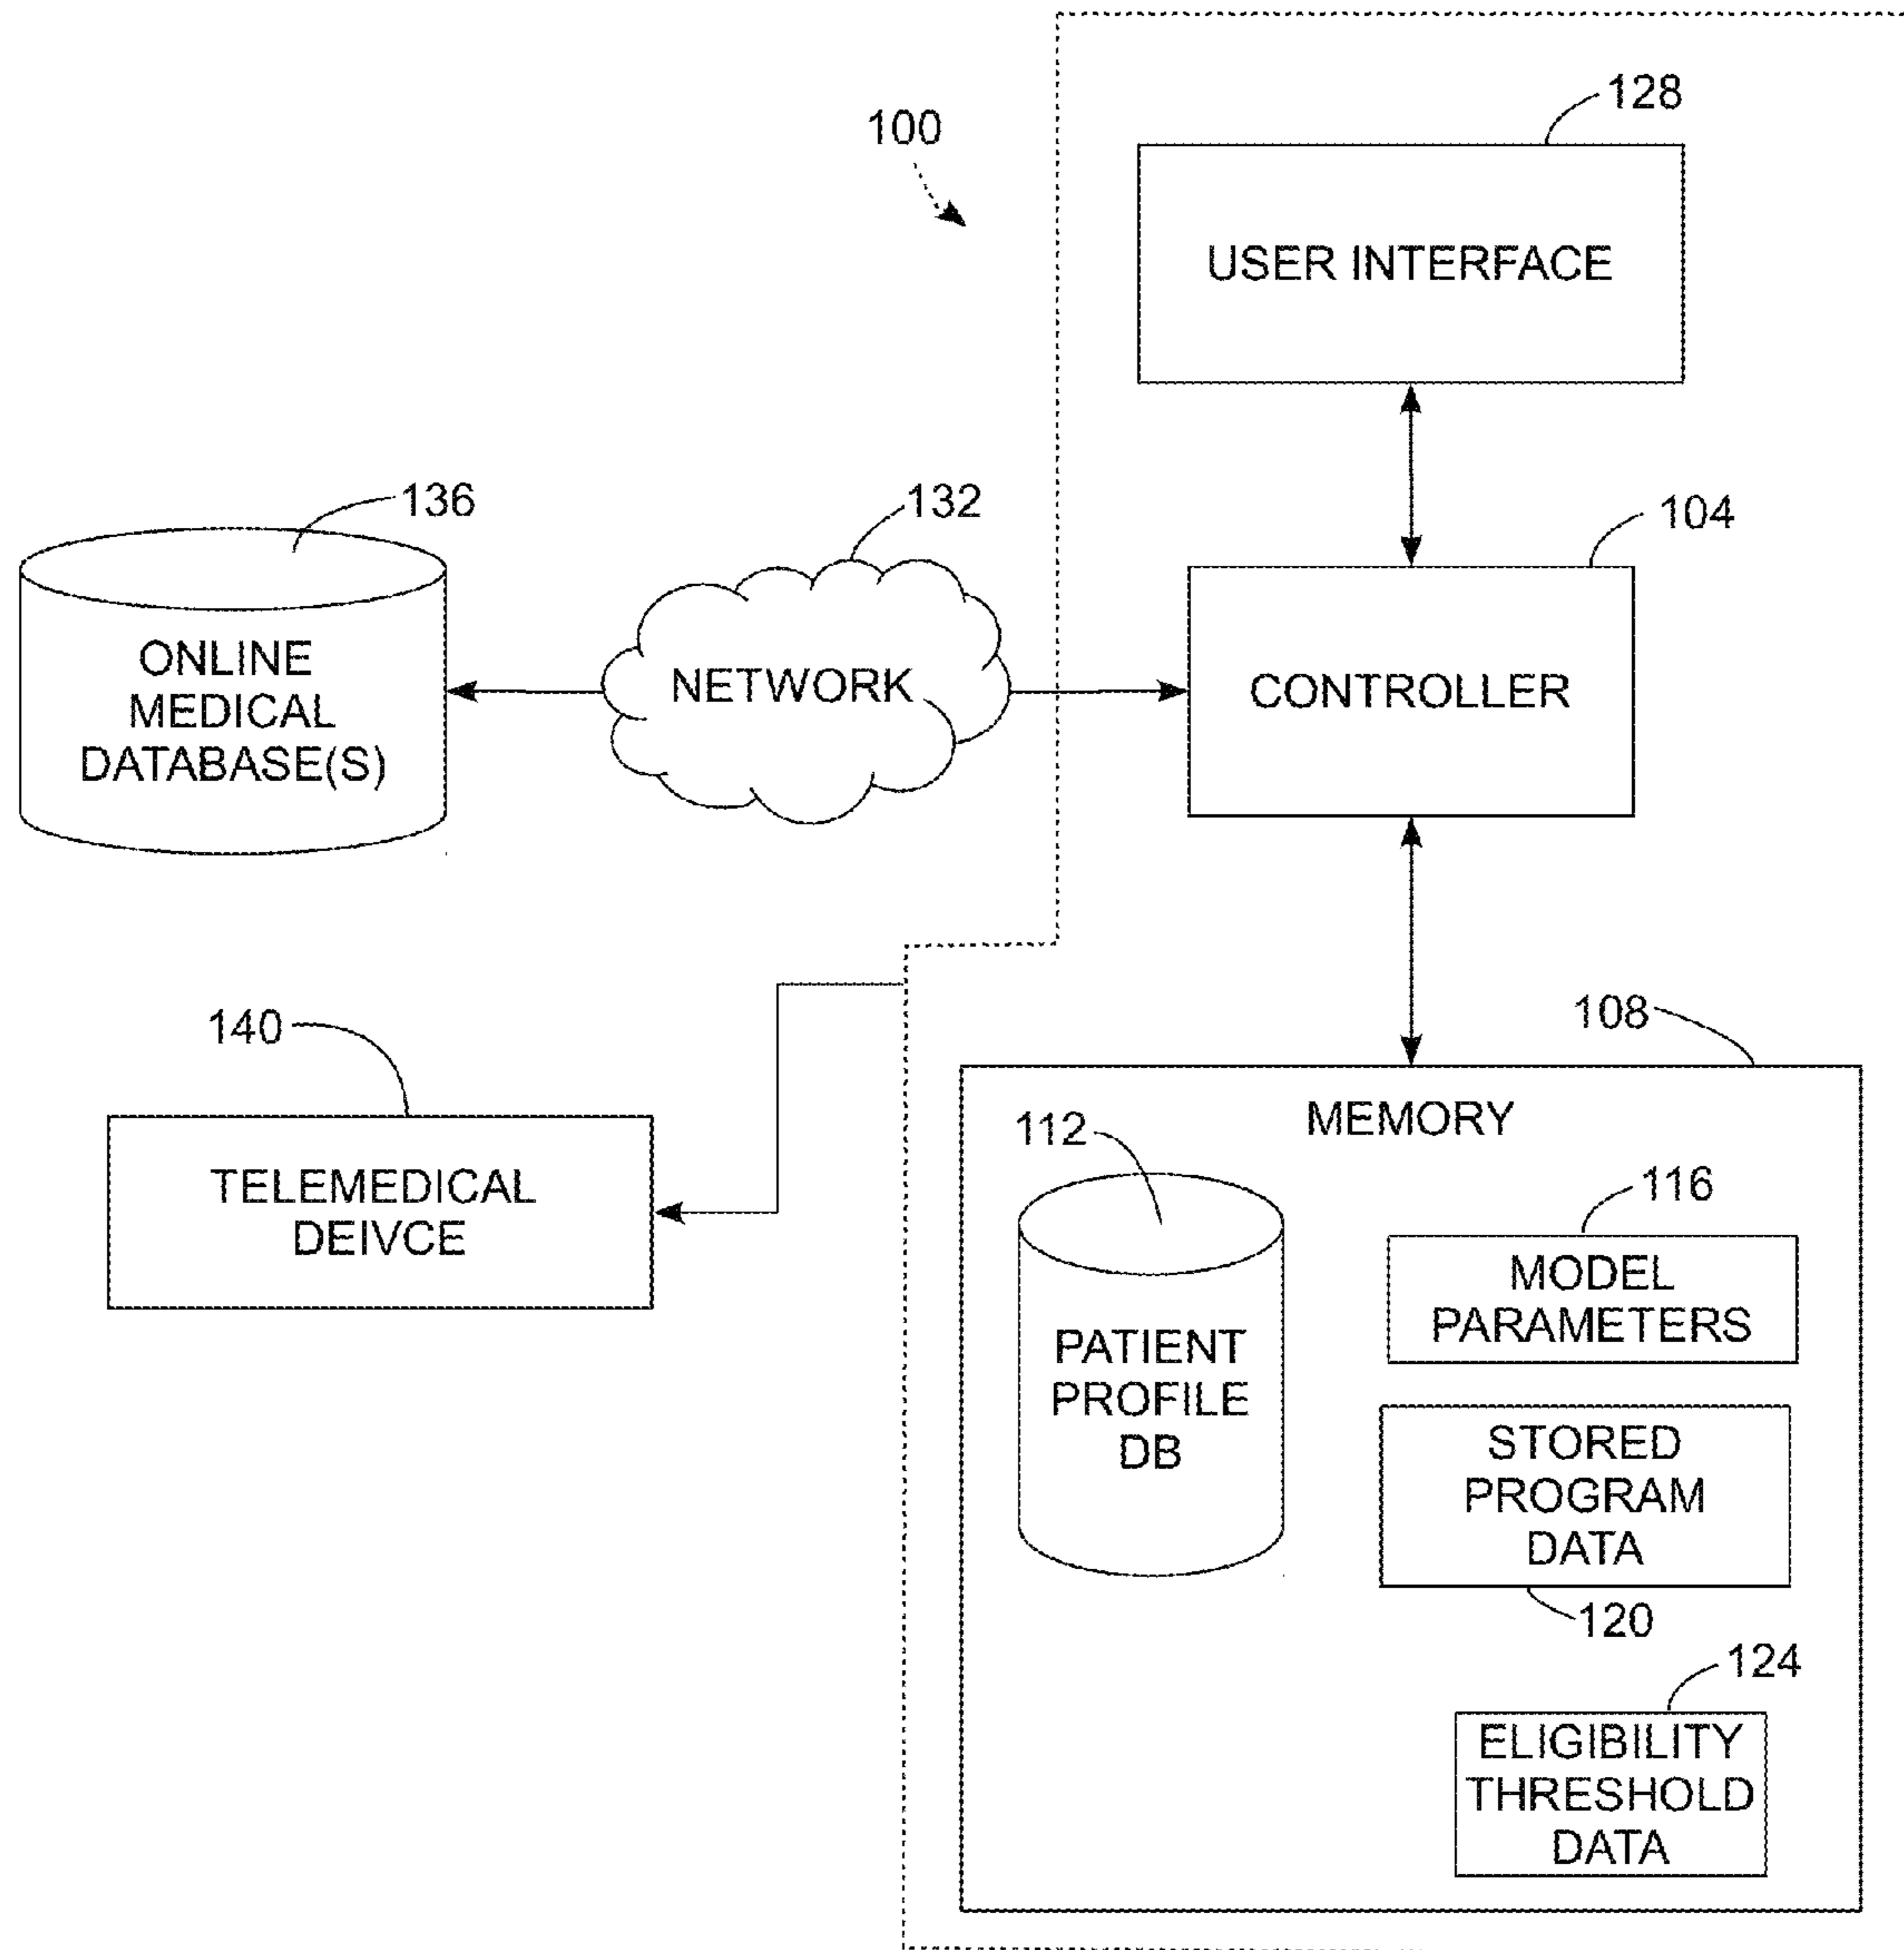 128
100
USER INTERFACE
136
132
104
ONLINE
MEDICAL
DATABASE(S)
NETWORK
CONTROLLER
140
108
TELEMEDICAL
DEIVCE
MEMORY
112
116
PATIENT
PROFILE
DB
MODEL
PARAMETERS
STORED
PROGRAM
DATA
120
124
ELIGIBILITY
THRESHOLD
DATA